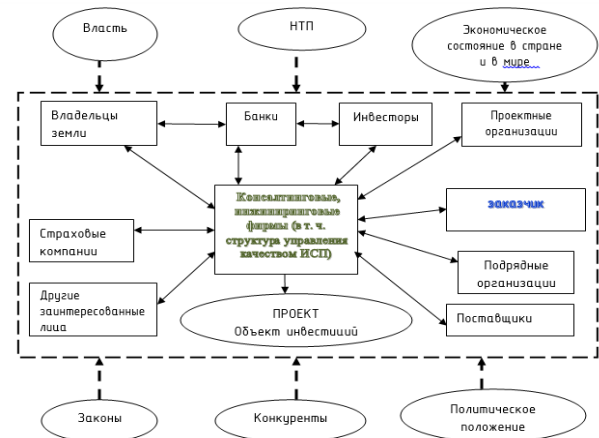 Власть
НТП
Экономическое
состояние в стране
и в мире
Владельцы
земли
Банки
Инвесторы
Проектные
организации
Консалтинговые,
инжиниринговые
фирмы (в т. ч.
структура управления
качеством ИСП)
заказчик
Страховые
компании
Подрядные
организации
Другие
заинтересованные
лица
ПРОЕКТ
Объект инвестиций
Поставщики
Законы
Конкуренты
Политическое
положение